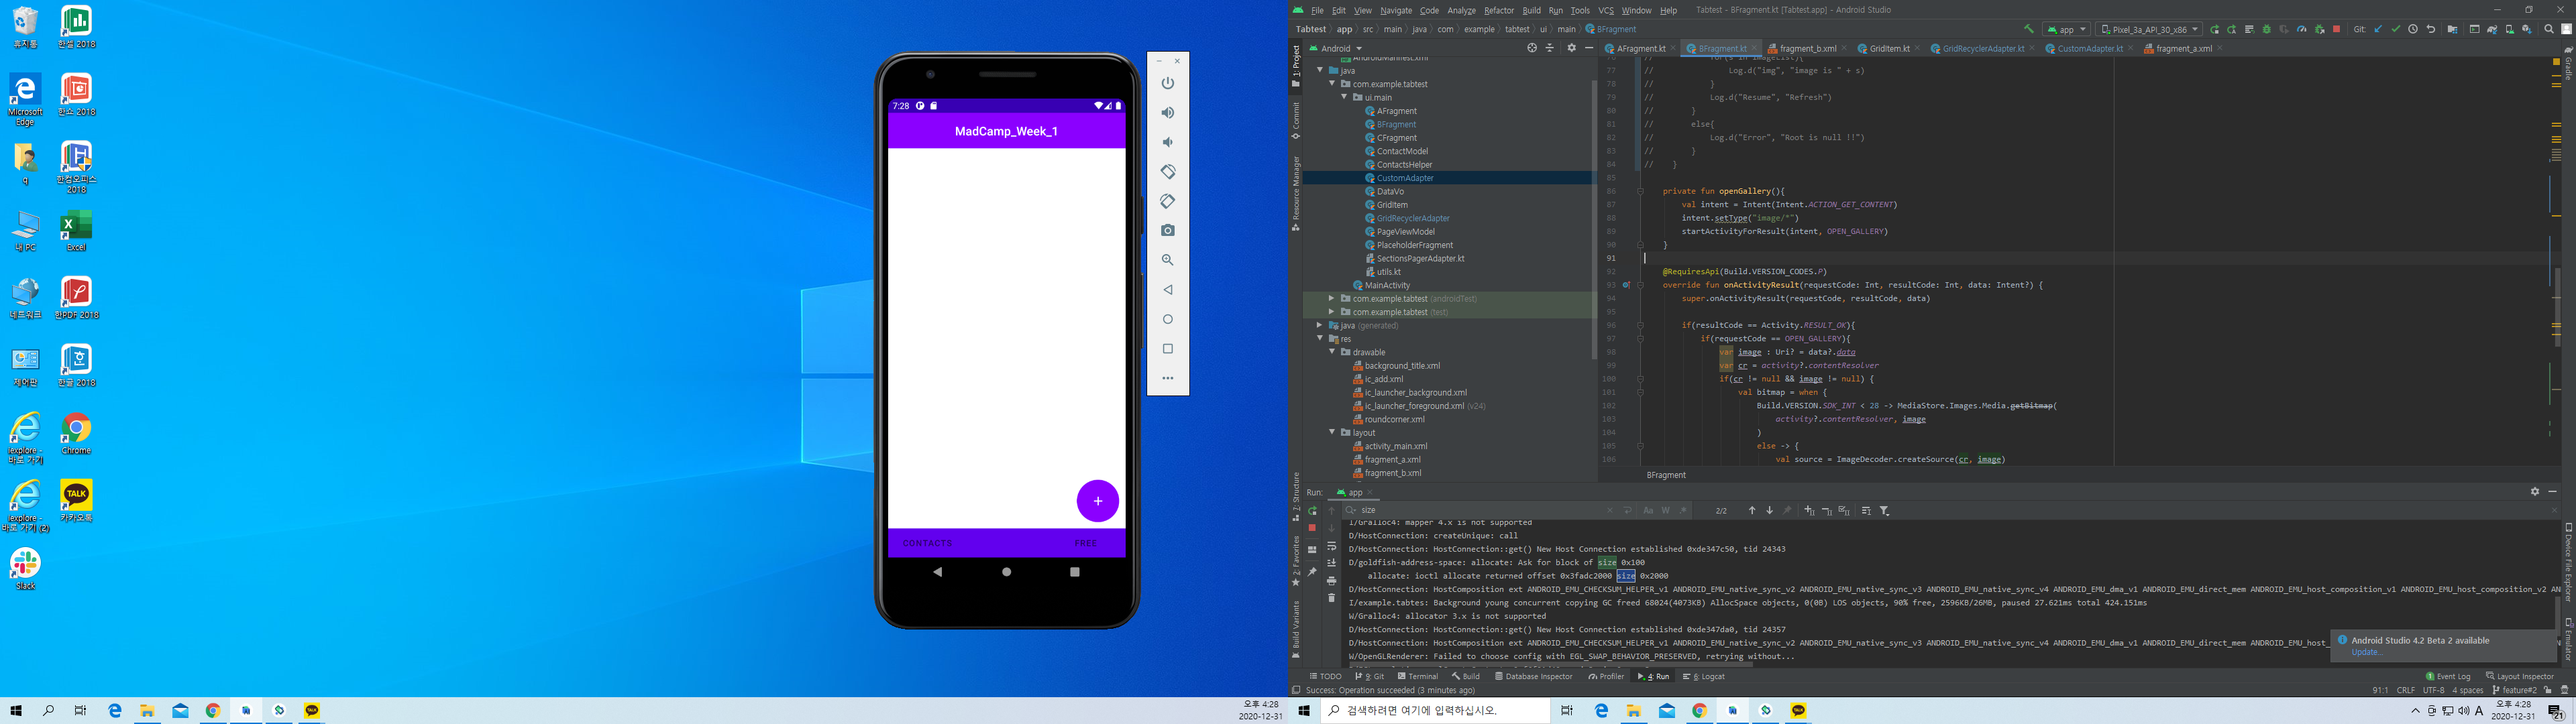 휴지통
한셀 2018
Microsoft
Edge
한쇼 2018
q
한컴오피스
2018
내 PC
Excel
네트워크
한PDF 2018
제어판
한글 2018
iexplore -
바로 가기
Chrome
iexplore -
바로 가기 (2)
카카오톡
Slack
7:28
MadCamp_Week_1
+
CONTACTS
FREE
오후 4:28
2020-12-31
File Edit View Navigate Code Analyze Refactor Build Run Tools VCS Window Help
Tabtest - BFragment.kt [Tabtest.app] - Android Studio
Tabtest app src main java com example tabtest ui main BFragment
app
Pixel_3a_API_30_x86
Git:
Android
AFragment.kt
BFragment.kt
fragment_b.xml
GridItem.kt
GridRecyclerAdapter.kt
CustomAdapter.kt
fragment_a.xml
1: Project
Commit
Resource Manager
Z: Structure
2: Favorites
Build Variants
Gradle
Device File Explorer
Emulator
AndroidManifest.xml
java
com.example.tabtest
ui.main
AFragment
BFragment
CFragment
ContactModel
ContactsHelper
CustomAdapter
DataVo
GridItem
GridRecyclerAdapter
PageViewModel
PlaceholderFragment
SectionsPagerAdapter.kt
utils.kt
MainActivity
com.example.tabtest (androidTest)
com.example.tabtest (test)
java (generated)
res
drawable
background_title.xml
ic_add.xml
ic_launcher_background.xml
ic_launcher_foreground.xml (v24)
roundcorner.xml
layout
activity_main.xml
fragment_a.xml
fragment_b.xml
76 // for(s in imageList){
77 // Log.d("img", "image is " + s)
78 // }
79 // Log.d("Resume", "Refresh")
80 // }
81 // else{
82 // Log.d("Error", "Root is null !!")
83 // }
84 // }
85
86 private fun openGallery(){
87 val intent = Intent(Intent.ACTION_GET_CONTENT)
88 intent.setType("image/*")
89 startActivityForResult(intent, OPEN_GALLERY)
90 }
91
92 @RequiresApi(Build.VERSION_CODES.P)
93 override fun onActivityResult(requestCode: Int, resultCode: Int, data: Intent?) {
94 super.onActivityResult(requestCode, resultCode, data)
95
96 if(resultCode == Activity.RESULT_OK){
97 if(requestCode == OPEN_GALLERY){
98 var image : Uri? = data?.data
99 var cr = activity?.contentResolver
100 if(cr != null && image != null) {
101 val bitmap = when {
102 Build.VERSION.SDK_INT < 28 -> MediaStore.Images.Media.getBitmap(
103 activity?.contentResolver, image
104 )
105 else -> {
106 val source = ImageDecoder.createSource(cr, image)
BFragment
Run: app
size
2/2
I/Gralloc4: mapper 4.x is not supported
D/HostConnection: createUnique: call
D/HostConnection: HostConnection::get() New Host Connection established 0xde347c50, tid 24343
D/goldfish-address-space: allocate: Ask for block of size 0x100
allocate: ioctl allocate returned offset 0x3fadc2000 size 0x2000
D/HostConnection: HostComposition ext ANDROID_EMU_CHECKSUM_HELPER_v1 ANDROID_EMU_native_sync_v2 ANDROID_EMU_native_sync_v3 ANDROID_EMU_native_sync_v4 ANDROID_EMU_dma_v1 ANDROID_EMU_direct_mem ANDROID_EMU_host_composition_v1 ANDROID_EMU_host_composition_v2 AN
I/example.tabtes: Background young concurrent copying GC freed 68024(4073KB) AllocSpace objects, 0(0B) LOS objects, 90% free, 2596KB/26MB, paused 27.621ms total 424.151ms
W/Gralloc4: allocator 3.x is not supported
D/HostConnection: HostConnection::get() New Host Connection established 0xde347da0, tid 24357
D/HostConnection: HostComposition ext ANDROID_EMU_CHECKSUM_HELPER_v1 ANDROID_EMU_native_sync_v2 ANDROID_EMU_native_sync_v3 ANDROID_EMU_native_sync_v4 ANDROID_EMU_dma_v1 ANDROID_EMU_direct_mem ANDROID_EMU_host_
W/OpenGLRenderer: Failed to choose config with EGL_SWAP_BEHAVIOR_PRESERVED, retrying without...
Android Studio 4.2 Beta 2 available
Update...
TODO 9: Git Terminal Build Database Inspector Profiler 4: Run 6: Logcat
Event Log Layout Inspector
Success: Operation succeeded (3 minutes ago)
91:1 CRLF UTF-8 4 spaces feature#2
검색하려면 여기에 입력하십시오.
A
오후 4:28
2020-12-31
21